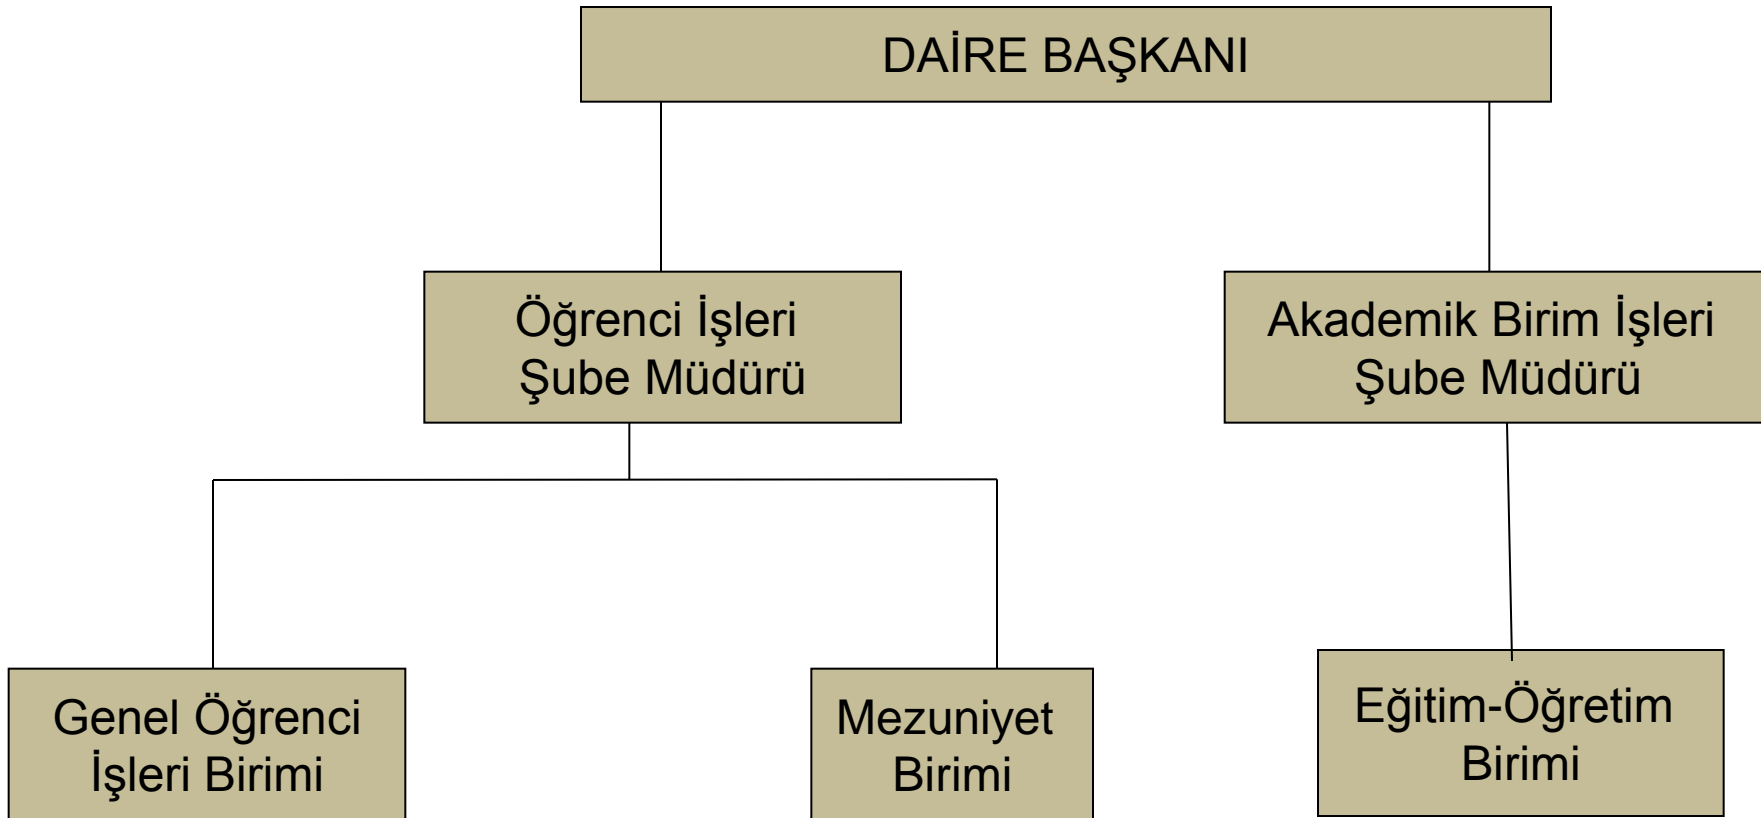 DAİRE BAŞKANI
Öğrenci İşleri
Şube Müdürü
Akademik Birim İşleri
Şube Müdürü
Genel Öğrenci
İşleri Birimi
Mezuniyet
Birimi
Eğitim-Öğretim
Birimi